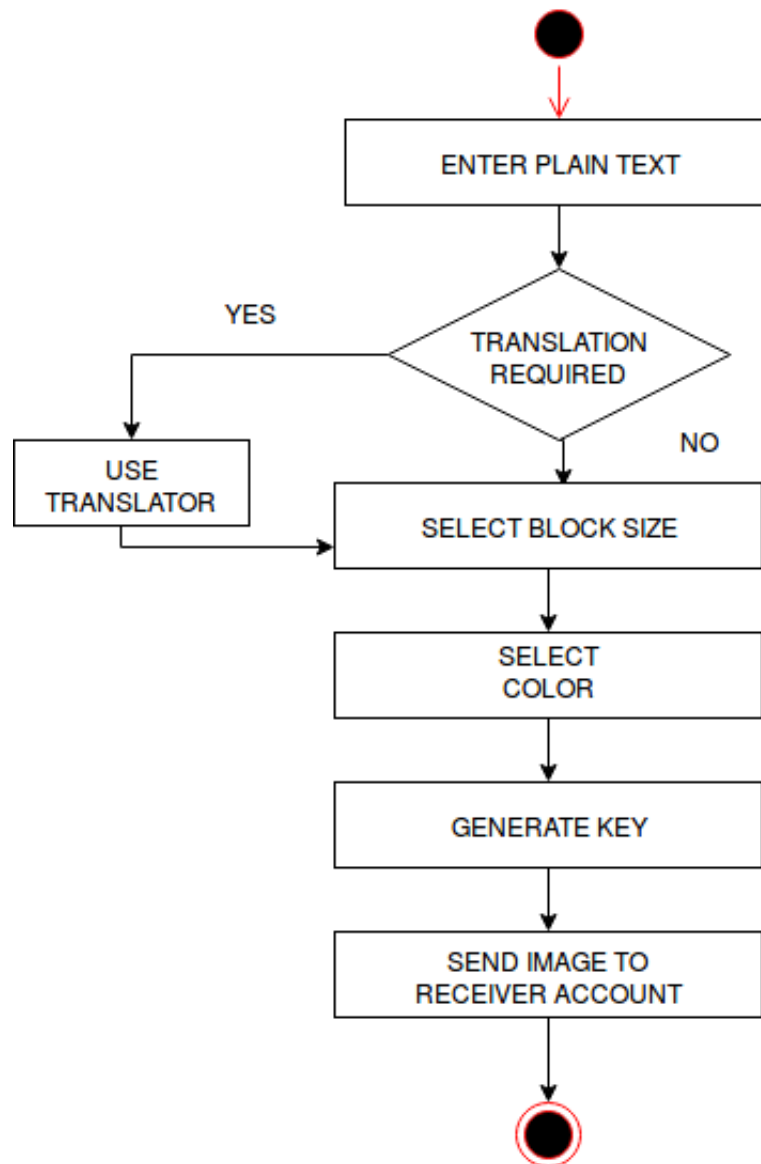 ENTER PLAIN TEXT
YES
TRANSLATION
REQUIRED
NO
USE
TRANSLATOR
SELECT BLOCK SIZE
SELECT
COLOR
GENERATE KEY
SEND IMAGE TO
RECEIVER ACCOUNT